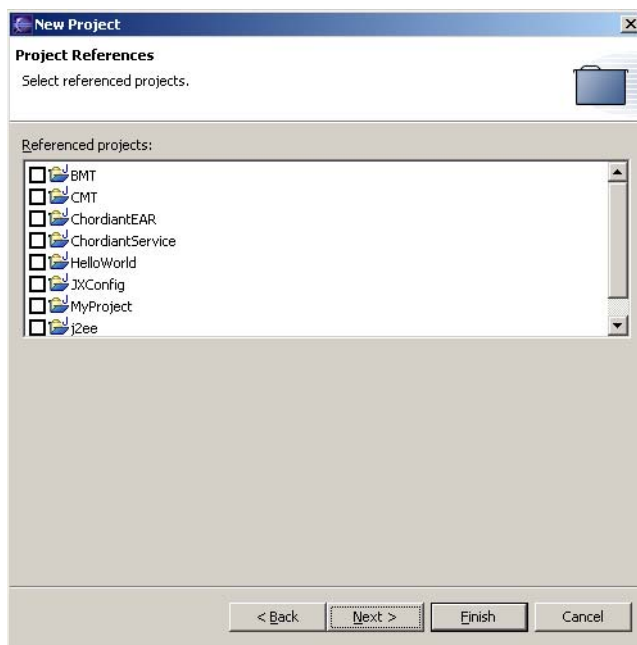 New Project
Project References
Select referenced projects.
Referenced projects:
BMT
CMT
ChordiantEAR
ChordiantService
HelloWorld
JXConfig
MyProject
j2ee
< Back Next > Finish Cancel